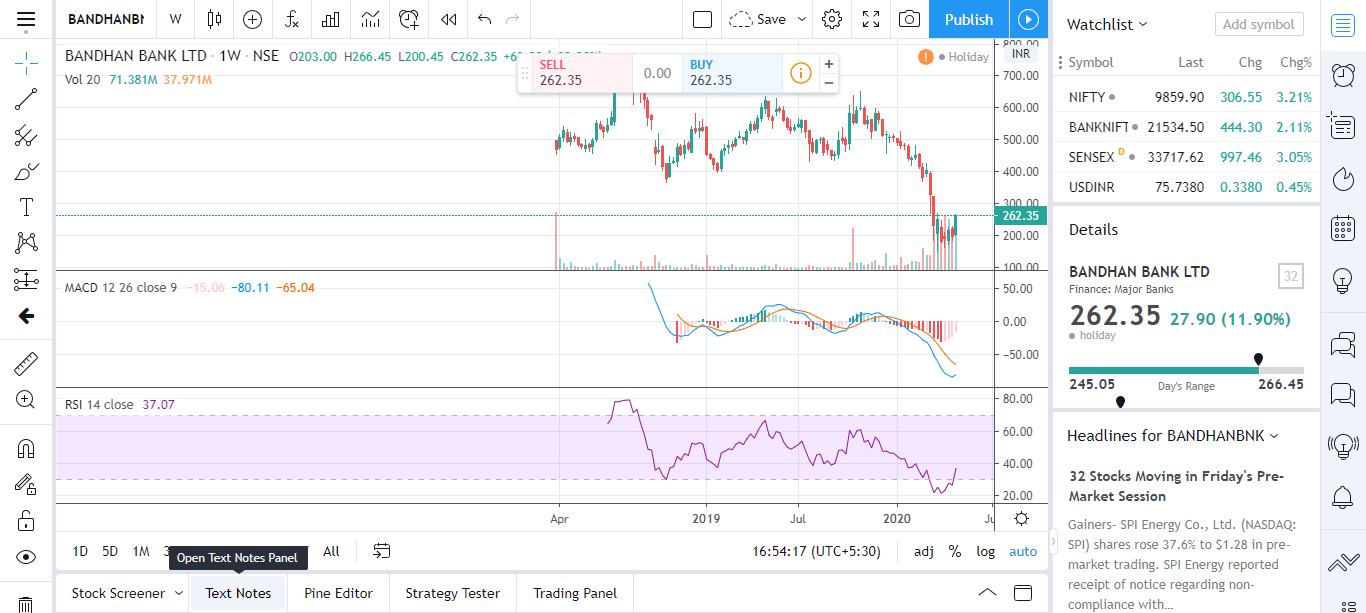 BANDHANBN W Save Publish
BANDHAN BANK LTD · 1W · NSE O203.00 H266.45 L200.45 C262.35
Vol 20 71.381M 37.971M
SELL
262.35
0.00
BUY
262.35
Holiday
INR
800.00
700.00
600.00
500.00
400.00
300.00
262.35
200.00
100.00
MACD 12 26 close 9 −15.06 −80.11 −65.04
50.00
0.00
−50.00
RSI 14 close 37.07
80.00
60.00
40.00
20.00
Apr 2019 Jul 2020
1D 5D 1M All
16:54:17 (UTC+5:30) adj % log auto
Open Text Notes Panel
Stock Screener Text Notes Pine Editor Strategy Tester Trading Panel
Watchlist Add symbol
Symbol Last Chg Chg%
NIFTY 9859.90 306.55 3.21%
BANKNIFT 21534.50 444.30 2.11%
SENSEX D 33717.62 997.46 3.05%
USDINR 75.7380 0.3380 0.45%
Details
BANDHAN BANK LTD 32
Finance: Major Banks
262.35 27.90 (11.90%)
holiday
245.05 Day's Range 266.45
Headlines for BANDHANBNK
32 Stocks Moving in Friday's Pre-
Market Session
Gainers- SPI Energy Co., Ltd. (NASDAQ:
SPI) shares rose 37.6% to $1.28 in pre-
market trading. SPI Energy reported
receipt of notice regarding non-
compliance with...